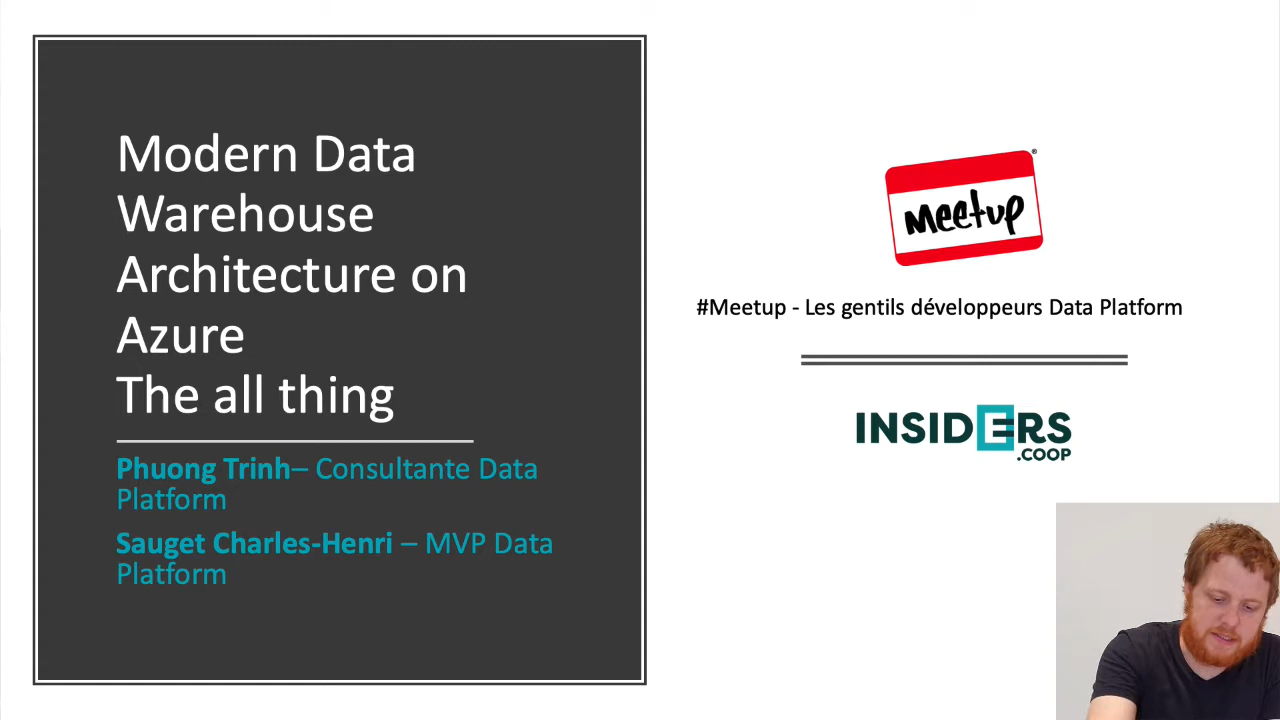 Modern Data
Warehouse
Architecture on
Azure
The all thing
Phuong Trinh– Consultante Data
Platform
Sauget Charles-Henri – MVP Data
Platform
Meetup®
#Meetup - Les gentils développeurs Data Platform
INSIDERS
.COOP